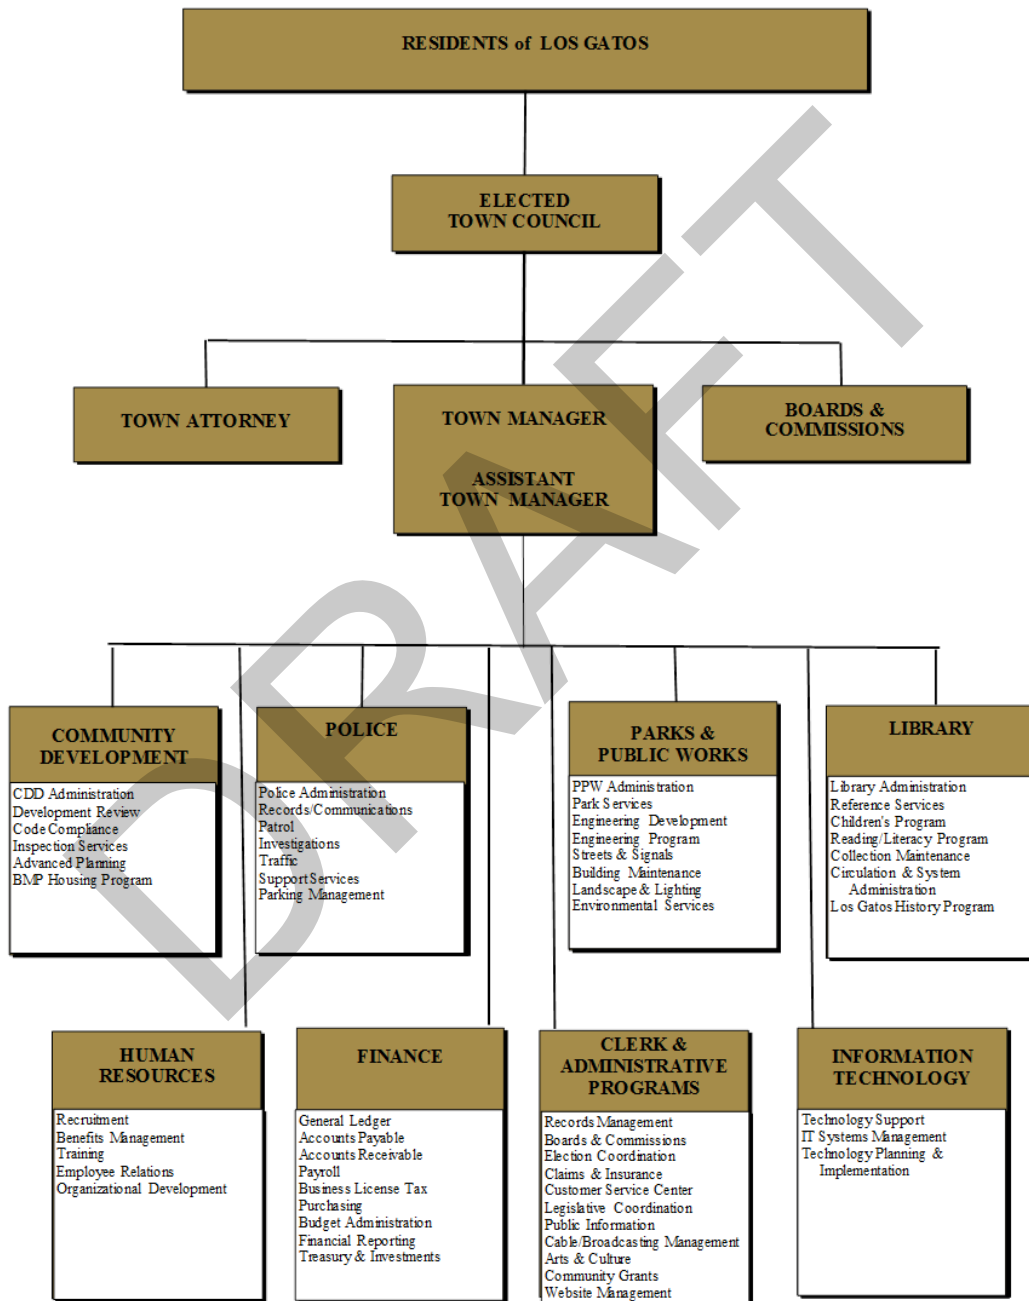 RESIDENTS of LOS GATOS
ELECTED
TOWN COUNCIL
TOWN ATTORNEY
TOWN MANAGER
ASSISTANT
TOWN MANAGER
BOARDS &
COMMISSIONS
COMMUNITY
DEVELOPMENT
CDD Administration
Development Review
Code Compliance
Inspection Services
Advanced Planning
BMP Housing Program
POLICE
Police Administration
Records/Communications
Patrol
Investigations
Traffic
Support Services
Parking Management
PARKS &
PUBLIC WORKS
PPW Administration
Park Services
Engineering Development
Engineering Program
Streets & Signals
Building Maintenance
Landscape & Lighting
Environmental Services
LIBRARY
Library Administration
Reference Services
Children's Program
Reading/Literacy Program
Collection Maintenance
Circulation & System
Administration
Los Gatos History Program
HUMAN
RESOURCES
Recruitment
Benefits Management
Training
Employee Relations
Organizational Development
FINANCE
General Ledger
Accounts Payable
Accounts Receivable
Payroll
Business License Tax
Purchasing
Budget Administration
Financial Reporting
Treasury & Investments
CLERK &
ADMINISTRATIVE
PROGRAMS
Records Management
Boards & Commissions
Election Coordination
Claims & Insurance
Customer Service Center
Legislative Coordination
Public Information
Cable/Broadcasting Management
Arts & Culture
Community Grants
Website Management
INFORMATION
TECHNOLOGY
Technology Support
IT Systems Management
Technology Planning &
Implementation
DRAFT